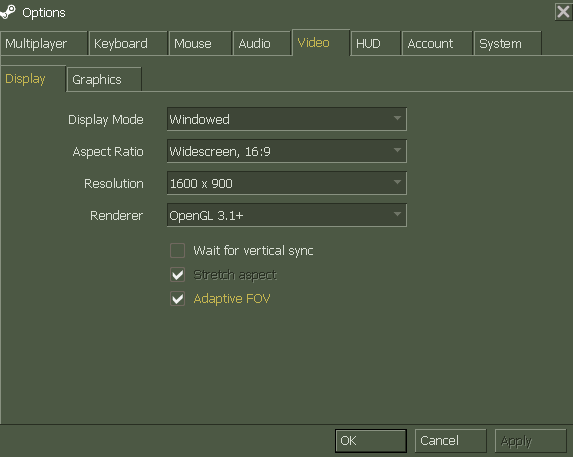 Options
Multiplayer Keyboard Mouse Audio Video HUD Account System
Display Graphics
Display Mode Windowed
Aspect Ratio Widescreen, 16:9
Resolution 1600 x 900
Renderer OpenGL 3.1+
Wait for vertical sync
Stretch aspect
Adaptive FOV
OK Cancel Apply